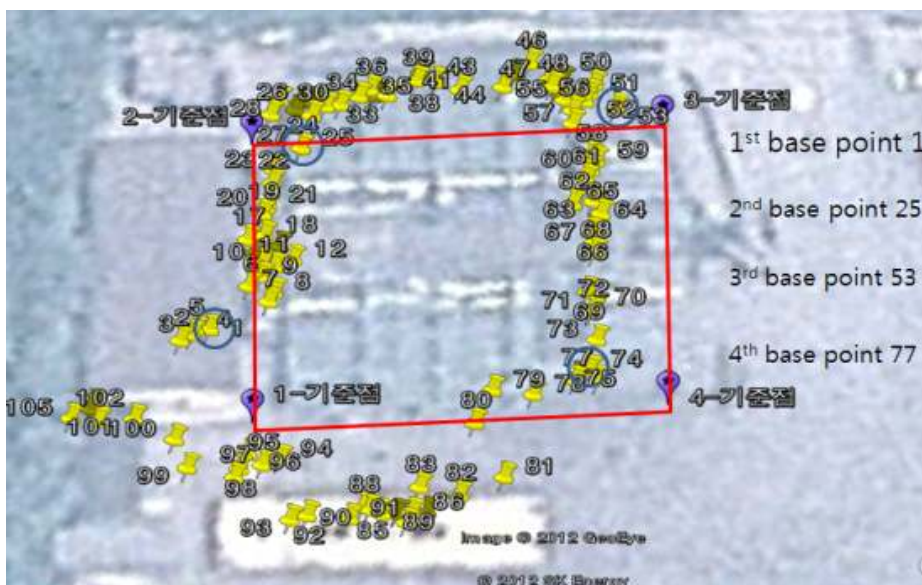 46
39
36 41 43 47 48 50
34 35 44 55 56 51
26 30 33 38 57 52 53
28 2-기준점 3-기준점
27 24 25 58
23 22 60 61 59
1st base point 1
19 62
20 21 65
17 63 64
18 67 68
2nd base point 25
10 11 12 66
6 9
7 8 72
71 70
3rd base point 53
5 69
3 2 4 1 73
77 74
4th base point 77
78 75
79
1-기준점 4-기준점
105 102 80
101 100
95 94
97 96
99 98 83 82 81
88 86
93 90 91 89
92 85
Image © 2012 GeoEye
© 2012 SK Energy